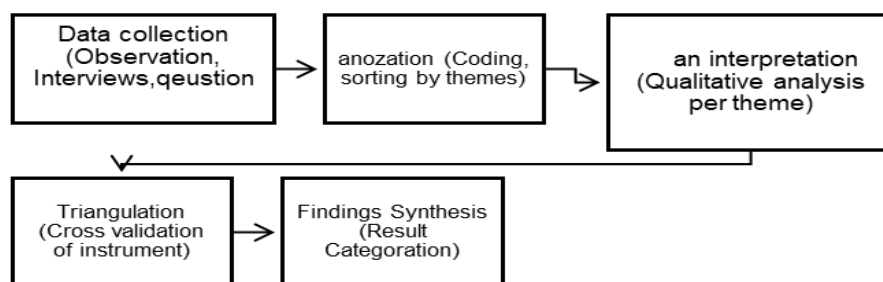 Data collection
(Observation,
Interviews,qeustion
anozation (Coding,
sorting by themes)
an interpretation
(Qualitative analysis
per theme)
Triangulation
(Cross validation
of instrument)
Findings Synthesis
(Result
Categoration)